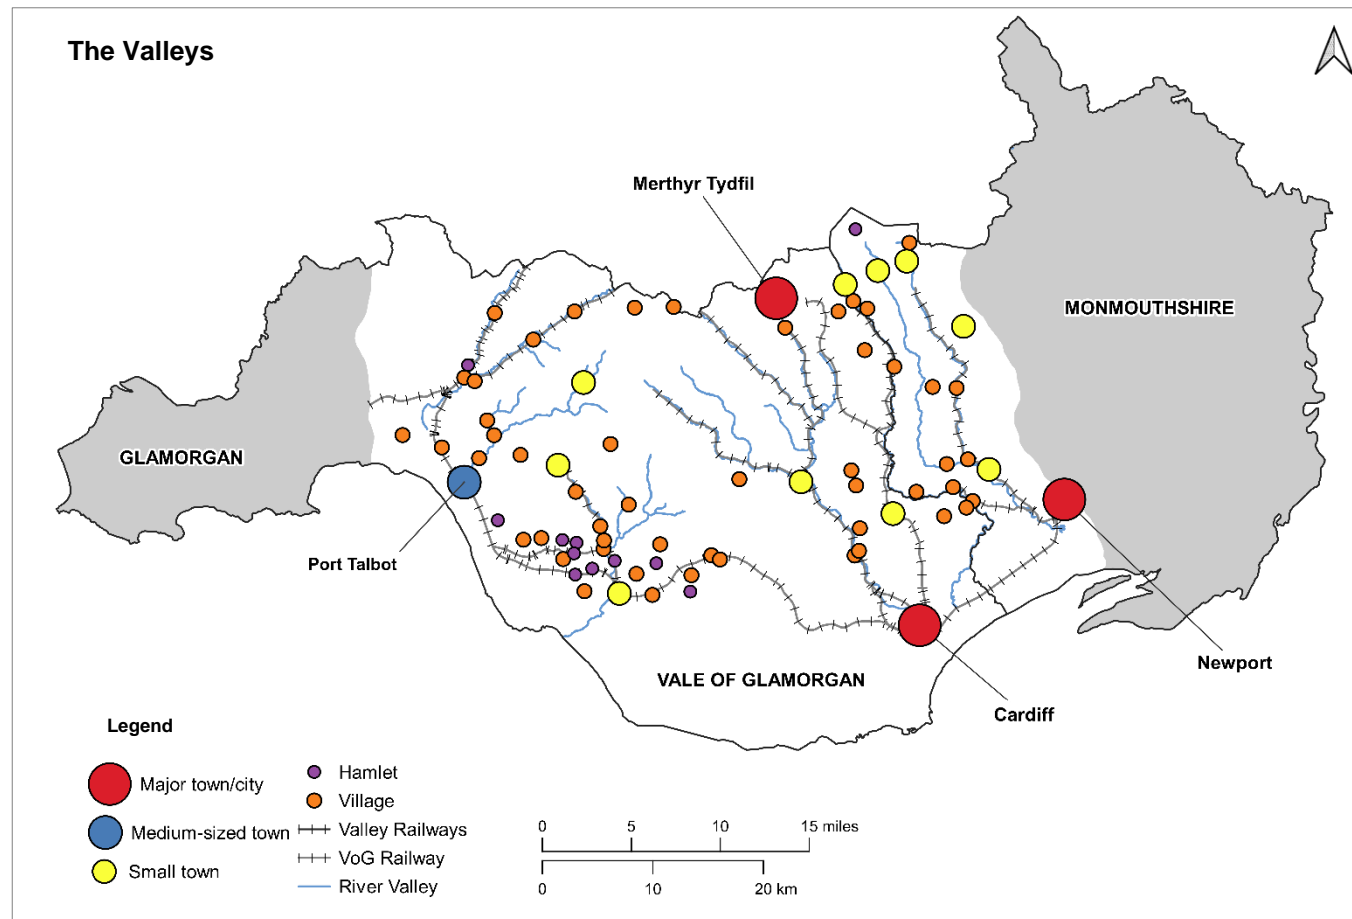 The Valleys
Merthyr Tydfil
MONMOUTHSHIRE
GLAMORGAN
Port Talbot
Newport
VALE OF GLAMORGAN
Cardiff
Legend
Major town/city
Medium-sized town
Small town
Hamlet
Village
Valley Railways
VoG Railway
River Valley
0 5 10 15 miles
0 10 20 km